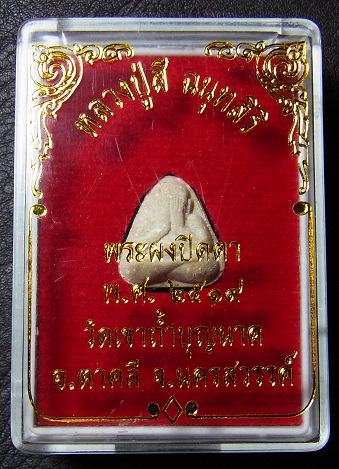 หลวงปู่สี ฉนฺทสิริ
พระผงปิดตา
พ.ศ. ๒๕๑๙
วัดเขาถ้ำบุญนาค
อ.ตาคลี จ.นครสวรรค์